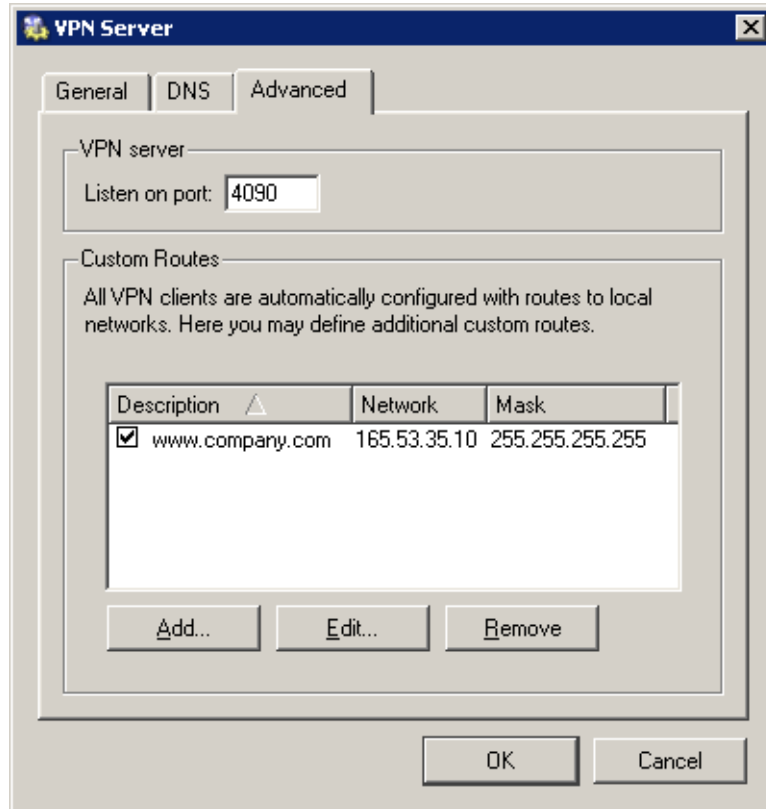 VPN Server
General DNS Advanced
VPN server
Listen on port: 4090
Custom Routes
All VPN clients are automatically configured with routes to local
networks. Here you may define additional custom routes.
Description Network Mask
www.company.com 165.53.35.10 255.255.255.255
Add... Edit... Remove
OK Cancel